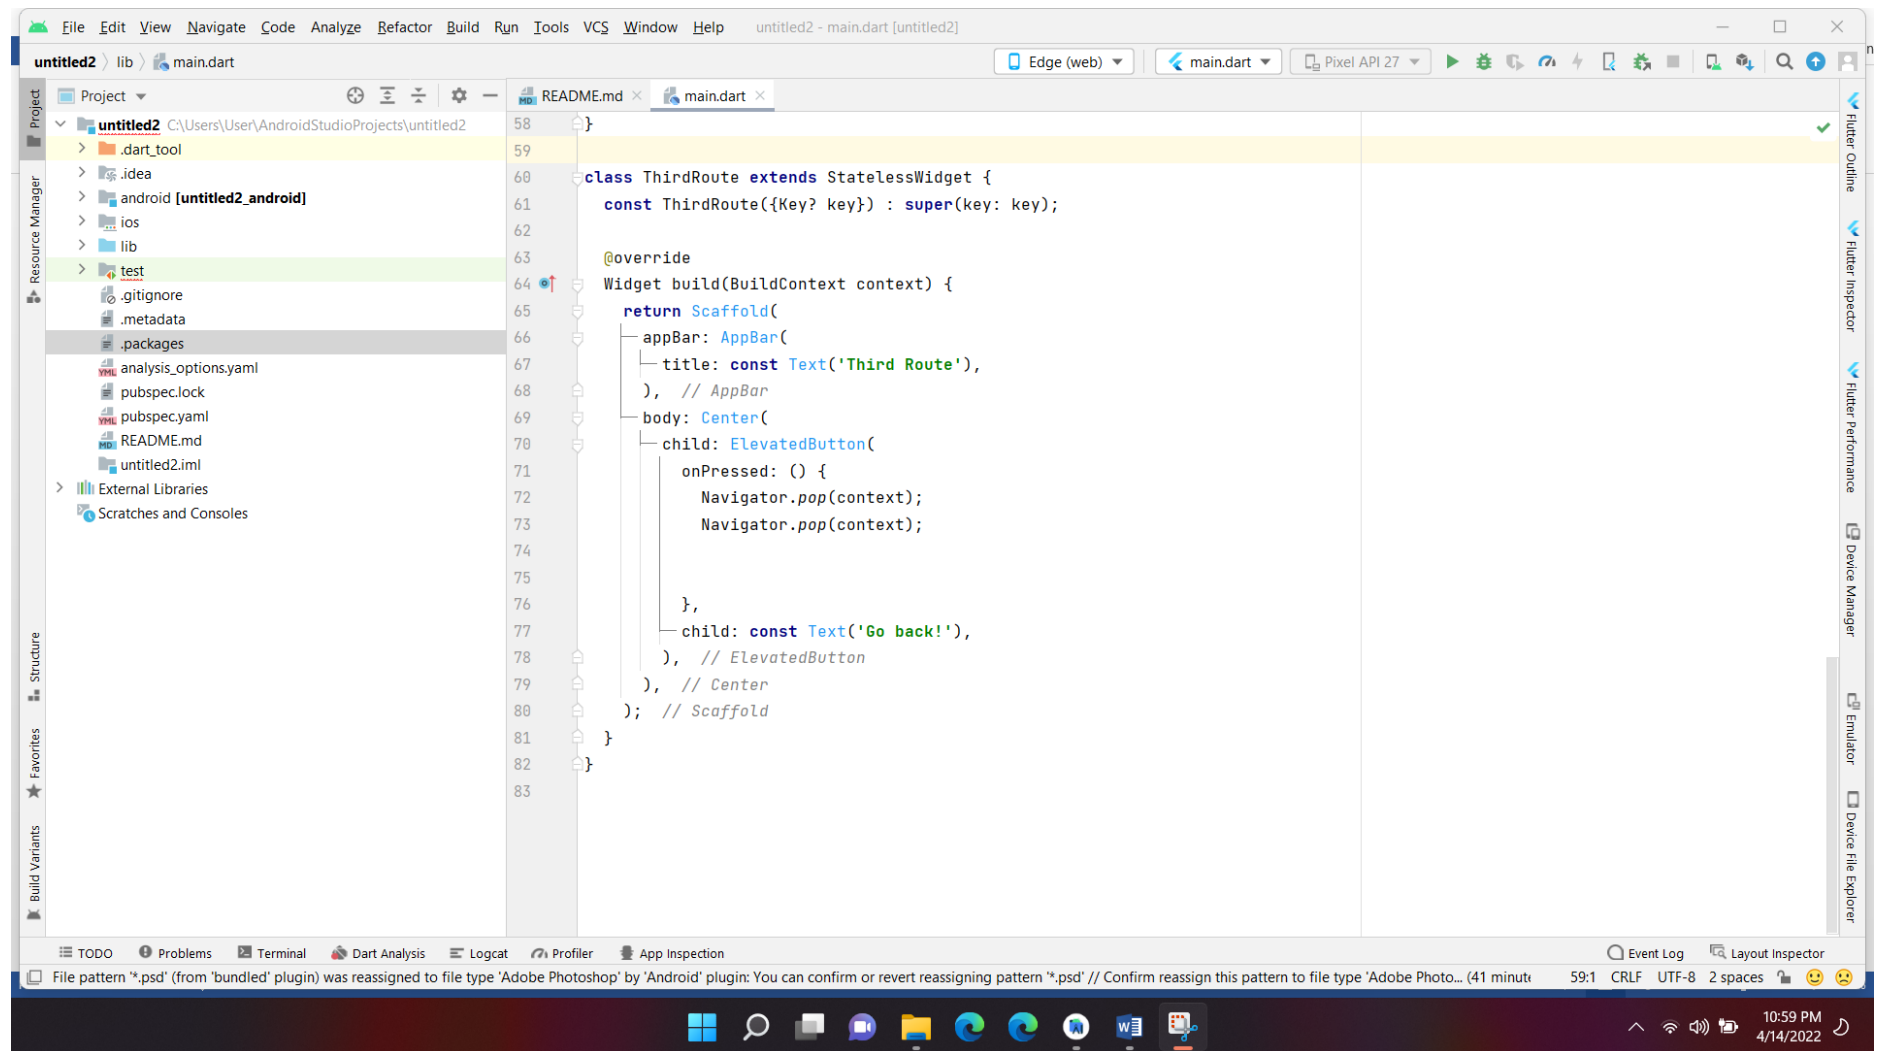 File Edit View Navigate Code Analyze Refactor Build Run Tools VCS Window Help untitled2 - main.dart [untitled2]
untitled2 lib main.dart Edge (web) main.dart Pixel API 27
Project README.md main.dart
untitled2 C:\Users\User\AndroidStudioProjects\untitled2
.dart_tool
.idea
android [untitled2_android]
ios
lib
test
.gitignore
.metadata
.packages
analysis_options.yaml
pubspec.lock
pubspec.yaml
README.md
untitled2.iml
External Libraries
Scratches and Consoles
58 }
59
60 class ThirdRoute extends StatelessWidget {
61 const ThirdRoute({Key? key}) : super(key: key);
62
63 @override
64 Widget build(BuildContext context) {
65 return Scaffold(
66 appBar: AppBar(
67 title: const Text('Third Route'),
68 ), // AppBar
69 body: Center(
70 child: ElevatedButton(
71 onPressed: () {
72 Navigator.pop(context);
73 Navigator.pop(context);
74
75
76 },
77 child: const Text('Go back!'),
78 ), // ElevatedButton
79 ), // Center
80 ); // Scaffold
81 }
82 }
83
Project
Resource Manager
Structure
Favorites
Build Variants
Flutter Outline
Flutter Inspector
Flutter Performance
Device Manager
Emulator
Device File Explorer
TODO Problems Terminal Dart Analysis Logcat Profiler App Inspection Event Log Layout Inspector
File pattern '*.psd' (from 'bundled' plugin) was reassigned to file type 'Adobe Photoshop' by 'Android' plugin: You can confirm or revert reassigning pattern '*.psd' // Confirm reassign this pattern to file type 'Adobe Photo... (41 minute 59:1 CRLF UTF-8 2 spaces
10:59 PM
4/14/2022